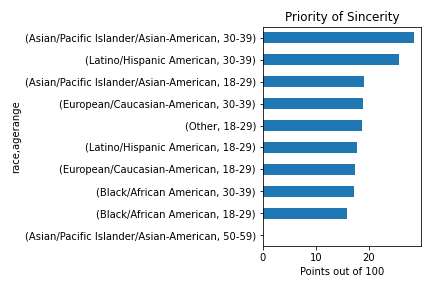 Priority of Sincerity
(Asian/Pacific Islander/Asian-American, 30-39)
(Latino/Hispanic American, 30-39)
(Asian/Pacific Islander/Asian-American, 18-29)
(European/Caucasian-American, 30-39)
(Other, 18-29)
(Latino/Hispanic American, 18-29)
(European/Caucasian-American, 18-29)
(Black/African American, 30-39)
(Black/African American, 18-29)
(Asian/Pacific Islander/Asian-American, 50-59)
race,agerange
0 10 20
Points out of 100